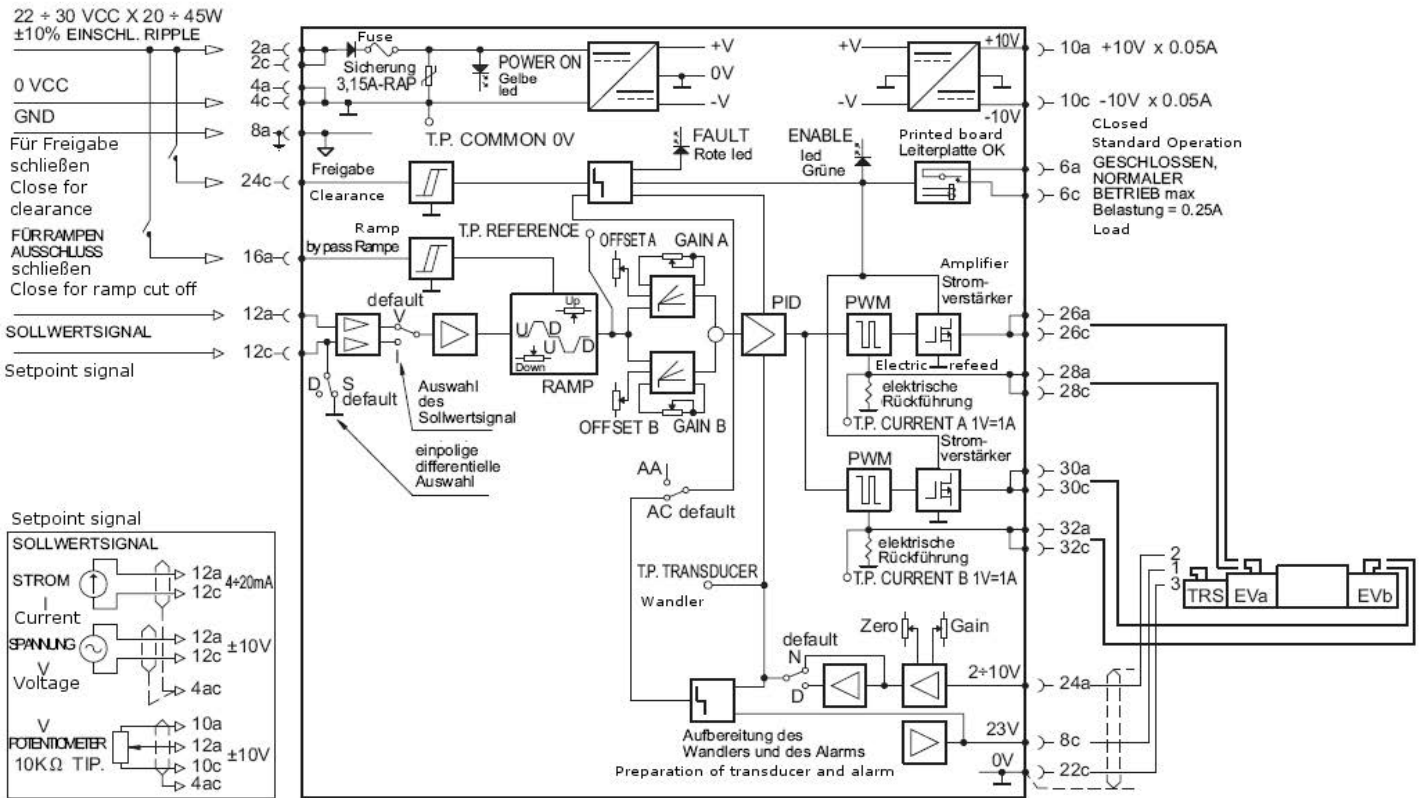 22 ÷ 30 VCC X 20 ÷ 45W
±10% EINSCHL. RIPPLE
0 VCC
GND
Für Freigabe
schließen
Close for
clearance
FÜR RAMPEN
AUSSCHLUSS
schließen
Close for ramp cut off
SOLLWERTSIGNAL
Setpoint signal
2a
2c
4a
4c
8a
24c
16a
12a
12c
Fuse
Sicherung
3,15A-RAP
POWER ON
Gelbe
led
T.P. COMMON 0V
+V
0V
-V
+V
-V
+10V
-10V
10a +10V x 0.05A
10c -10V x 0.05A
CLosed
Standard Operation
6a GESCHLOSSEN,
NORMALER
6c BETRIEB max
Belastung = 0.25A
Load
Freigabe
Clearance
FAULT
Rote led
ENABLE
led
Grüne
Printed board
Leiterplatte OK
Ramp
by pass Rampe
T.P. REFERENCE
OFFSET A
GAIN A
default
V
I
D
S
default
Auswahl
des
Sollwertsignal
einpolige
differentielle
Auswahl
Up
U D
U D
Down
RAMP
OFFSET B
GAIN B
PID
PWM
Amplifier
Strom-
verstärker
26a
26c
Electric refeed
elektrische
Rückführung
28a
28c
T.P. CURRENT A 1V=1A
PWM
Strom-
verstärker
30a
30c
elektrische
Rückführung
32a
32c
T.P. CURRENT B 1V=1A
AA
AC default
T.P. TRANSDUCER
Wandler
default
N
D
Zero
Gain
2÷10V
24a
23V
8c
0V
22c
Aufbereitung des
Wandlers und des Alarms
Preparation of transducer and alarm
2
1
3
TRS
EVa
EVb
Setpoint signal
SOLLWERTSIGNAL
STROM
I
Current
12a
12c
4÷20mA
SPANNUNG
V
Voltage
12a
12c
±10V
4ac
V
POTENTIOMETER
10KΩ TIP.
10a
12a
10c
±10V
4ac